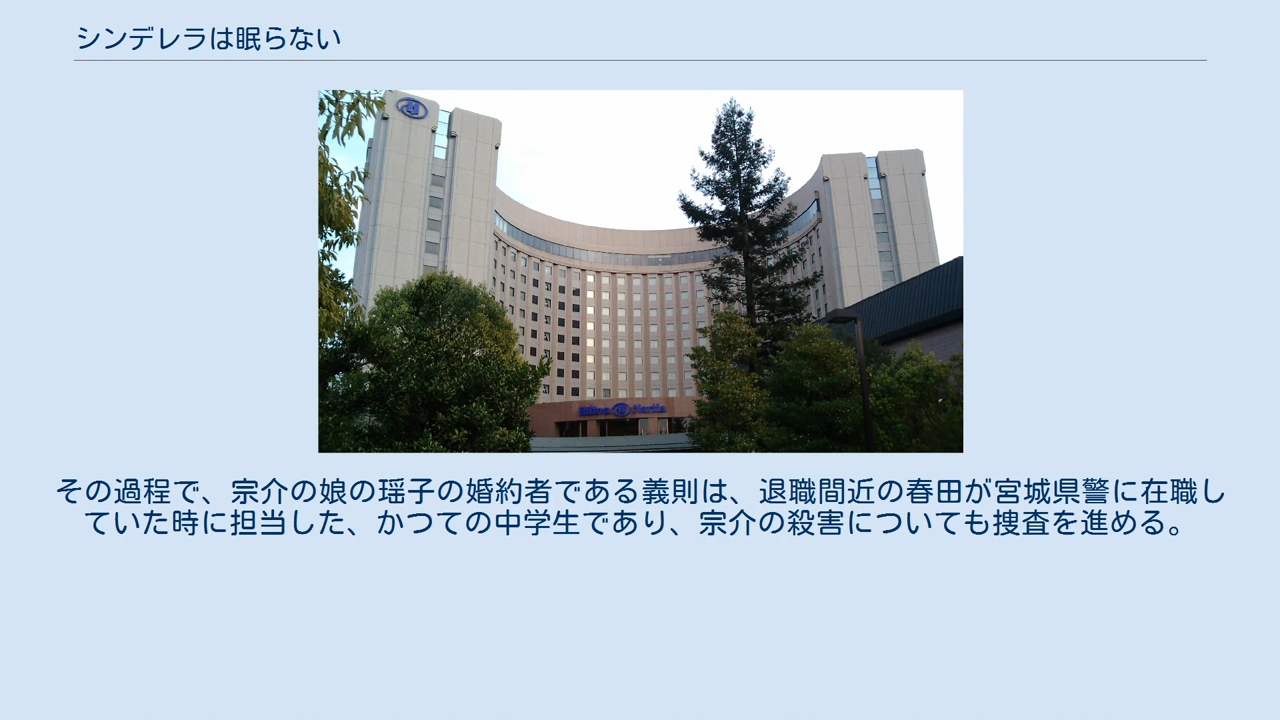 シンデレラは眠らない
Hilton Narita
その過程で、宗介の娘の瑶子の婚約者である義則は、退職間近の春田が宮城県警に在職し
ていた時に担当した、かつての中学生であり、宗介の殺害についても捜査を進める。